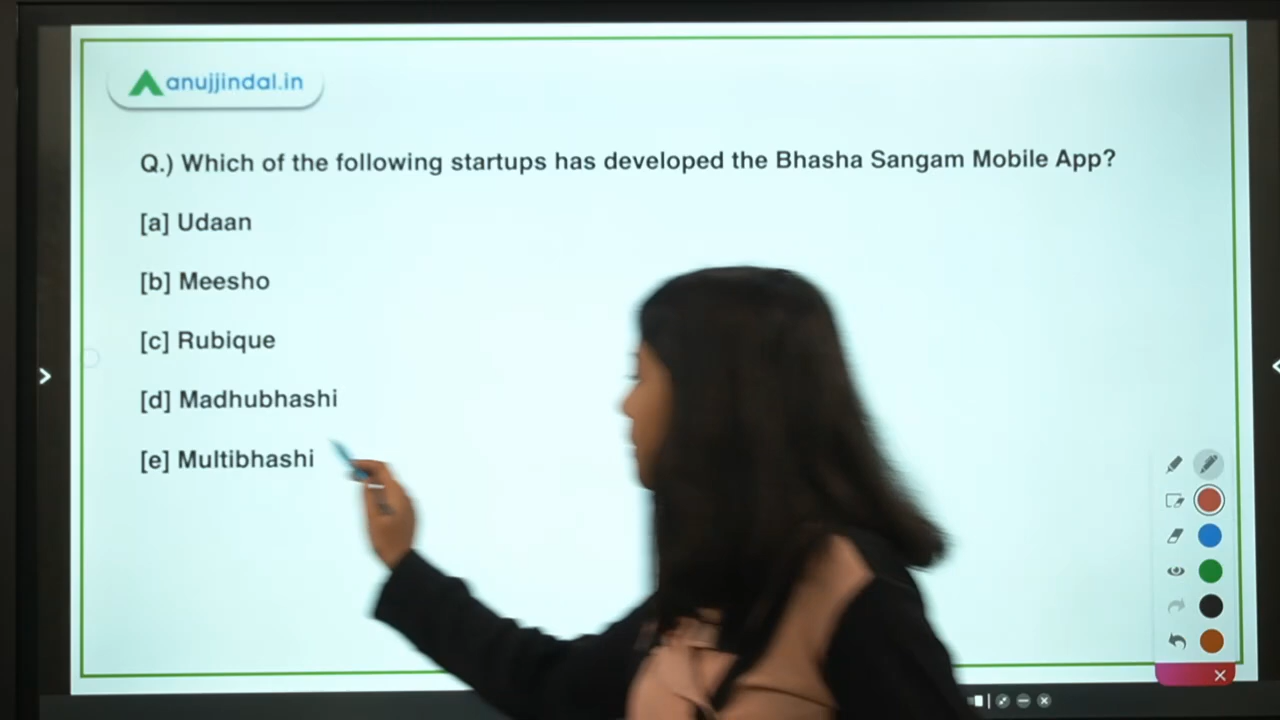 anujjindal.in
Q.) Which of the following startups has developed the Bhasha Sangam Mobile App?
[a] Udaan
[b] Meesho
[c] Rubique
[d] Madhubhashi
[e] Multibhashi